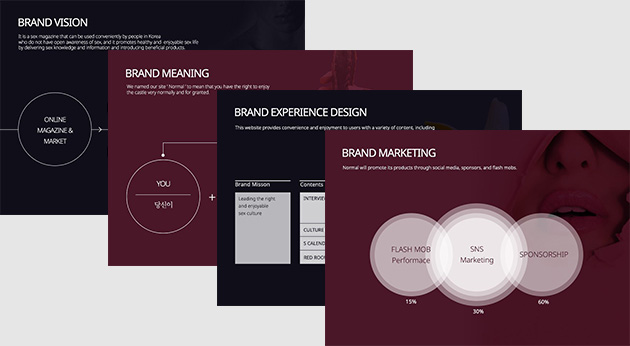 BRAND VISION
It is a sex magazine that can be used conveniently by people in Korea
who do not have open awareness of sex, and it promotes healthy and enjoyable sex life
by delivering sex knowledge and information and introducing beneficial products.
ONLINE
MAGAZINE &
MARKET
BRAND MEANING
We named our site ' Normal ' to mean that you have the right to enjoy
the castle very normally and for granted.
YOU
당신이
+
BRAND EXPERIENCE DESIGN
This website provides convenience and enjoyment to users with a variety of content, including
Brand Misson
Leading the right
and enjoyable
sex culture
Contents
INTERVIEW
CULTURE
S CALEND
RED ROO
BRAND MARKETING
Normal will promote its products through social media, sponsors, and flash mobs.
FLASH MOB
Performace
SNS
Marketing
SPONSORSHIP
15%
30%
60%